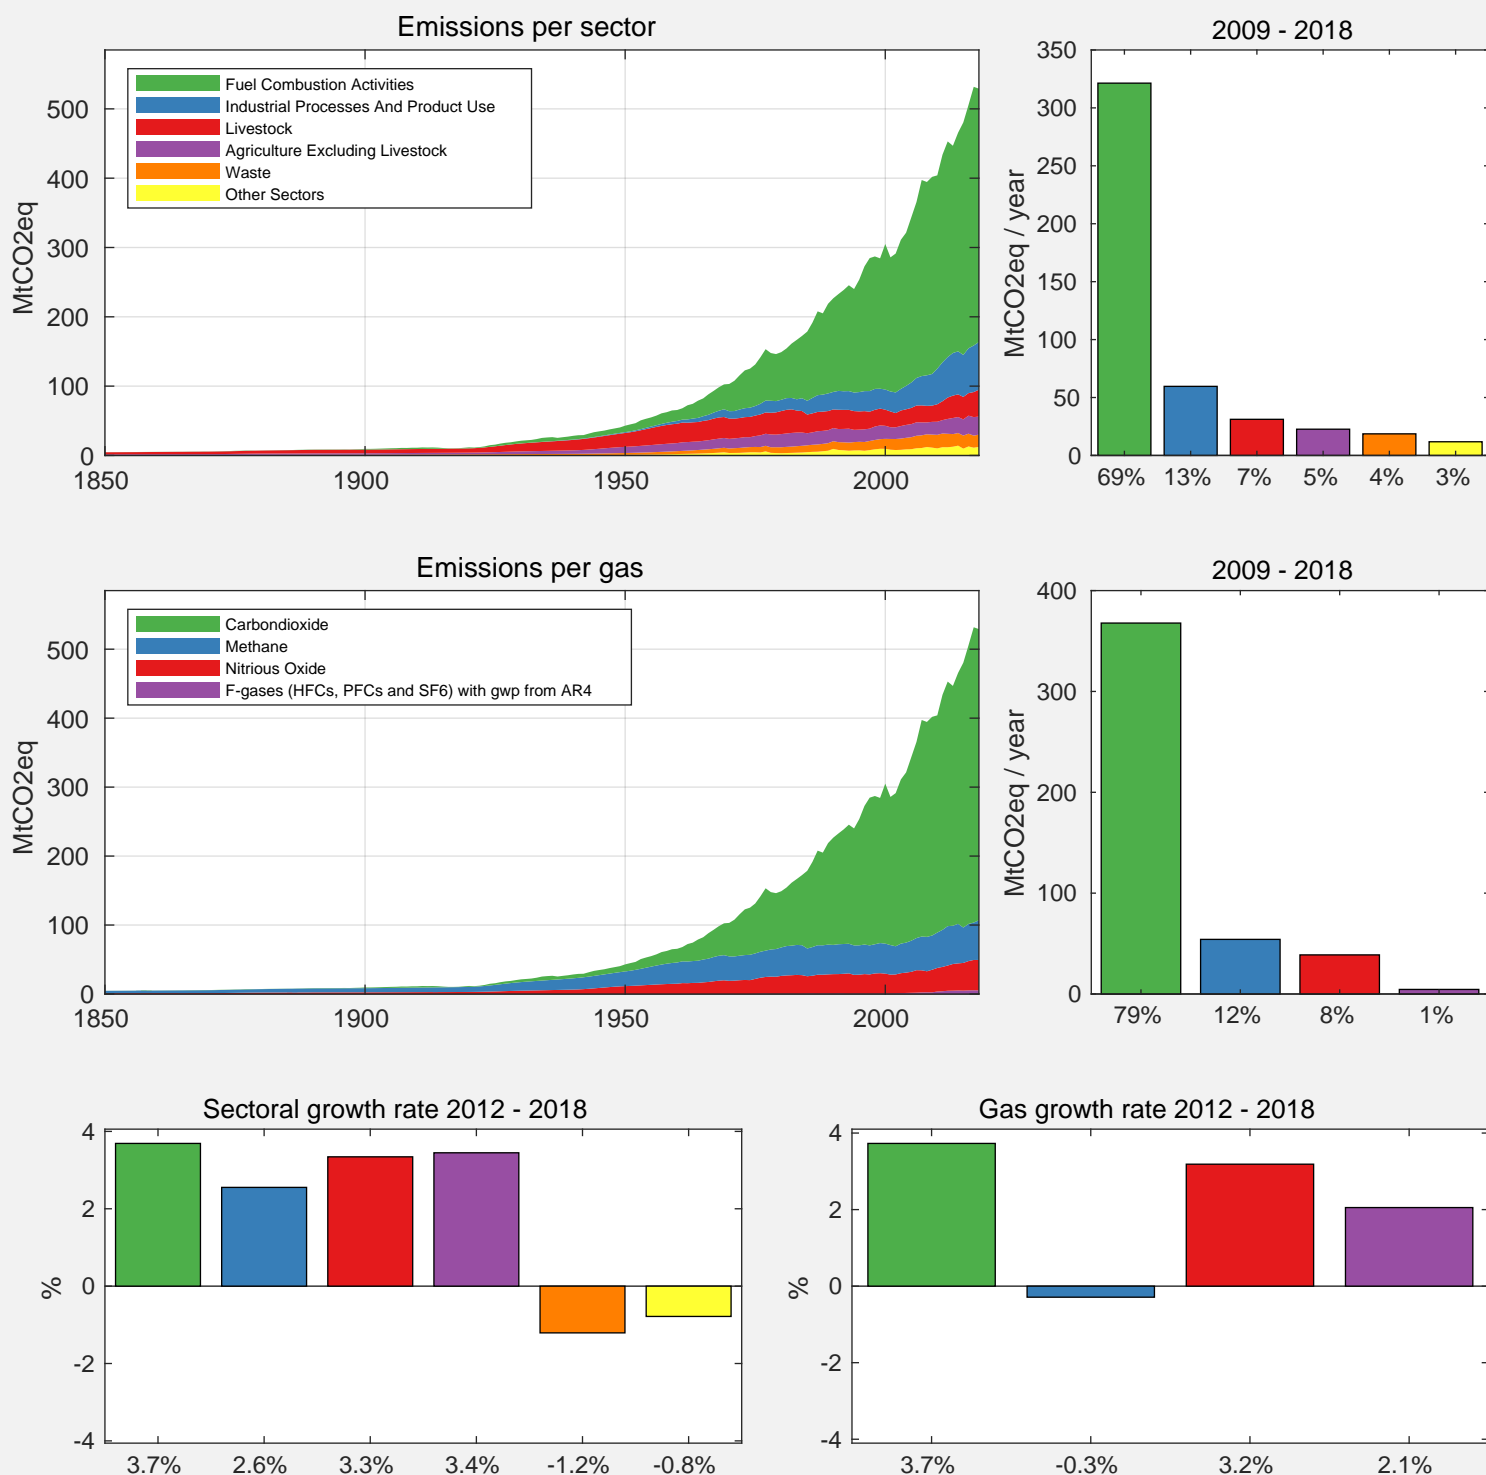 Emissions per sector
MtCO2eq
500
400
300
200
100
0
1850 1900 1950 2000
Fuel Combustion Activities
Industrial Processes And Product Use
Livestock
Agriculture Excluding Livestock
Waste
Other Sectors
2009 - 2018
MtCO2eq / year
350
300
250
200
150
100
50
0
69% 13% 7% 5% 4% 3%
Emissions per gas
MtCO2eq
500
400
300
200
100
0
1850 1900 1950 2000
Carbondioxide
Methane
Nitrious Oxide
F-gases (HFCs, PFCs and SF6) with gwp from AR4
2009 - 2018
MtCO2eq / year
400
300
200
100
0
79% 12% 8% 1%
Sectoral growth rate 2012 - 2018
%
4
2
0
-2
-4
3.7% 2.6% 3.3% 3.4% -1.2% -0.8%
Gas growth rate 2012 - 2018
%
4
2
0
-2
-4
3.7% -0.3% 3.2% 2.1%